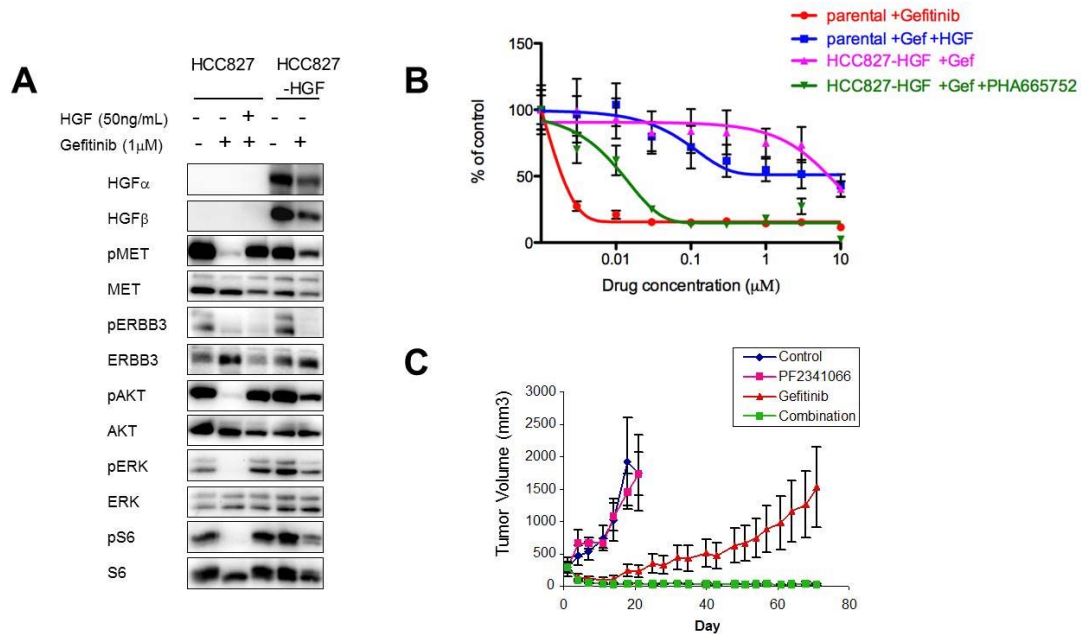 A
HCC827 HCC827
-HGF
HGF (50ng/mL) - - + - -
Gefitinib (1μM) - + + - +
HGFα
HGFβ
pMET
MET
pERBB3
ERBB3
pAKT
AKT
pERK
ERK
pS6
S6
B
parental +Gefitinib
parental +Gef +HGF
HCC827-HGF +Gef
HCC827-HGF +Gef +PHA665752
% of control
150
100
50
0
0.01 0.1 1 10
Drug concentration (μM)
C
Control
PF2341066
Gefitinib
Combination
Tumor Volume (mm3)
3000
2500
2000
1500
1000
500
0
0 20 40 60 80
Day